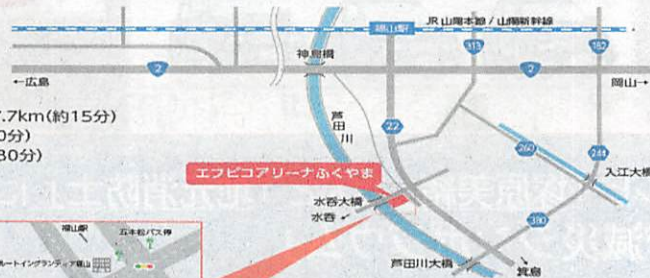 JR 山陽本線 / 山陽新幹線
福山駅
313
182
神島橋
2
2
←広島
岡山→
.7km(約15分)
0分)
30分)
芦田川
22
260
244
入江大橋
エフピコアリーナふくやま
水呑大橋
水呑
380
芦田川大橋
箕島
福山駅
五本松バス停
ルートイングランティア福山